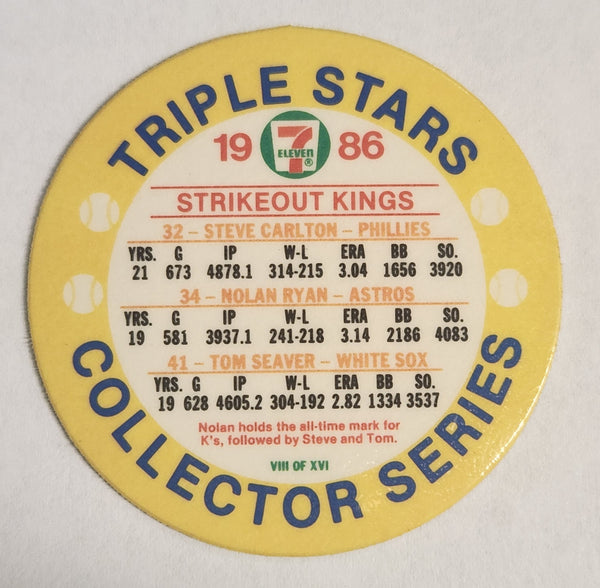 TRIPLE STARS
19 7 ELEVEN ® 86
STRIKEOUT KINGS
32 – STEVE CARLTON – PHILLIES
YRS. G IP W-L ERA BB SO.
21 673 4878.1 314-215 3.04 1656 3920
34 – NOLAN RYAN – ASTROS
YRS. G IP W-L ERA BB SO.
19 581 3937.1 241-218 3.14 2186 4083
41 – TOM SEAVER – WHITE SOX
YRS. G IP W-L ERA BB SO.
19 628 4605.2 304-192 2.82 1334 3537
Nolan holds the all-time mark for
K's, followed by Steve and Tom.
VIII OF XVI
COLLECTOR SERIES